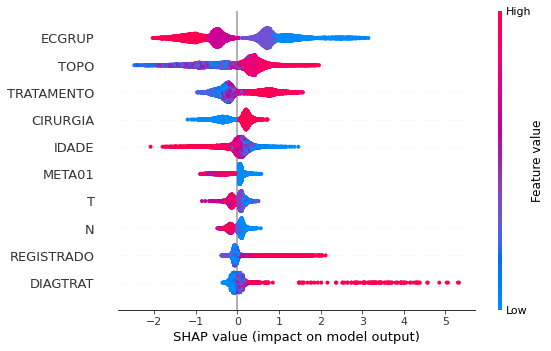 High
ECGRUP
TOPO
TRATAMENTO
CIRURGIA
IDADE
META01
T
N
REGISTRADO
DIAGTRAT
Feature value
Low
−2 −1 0 1 2 3 4 5
SHAP value (impact on model output)